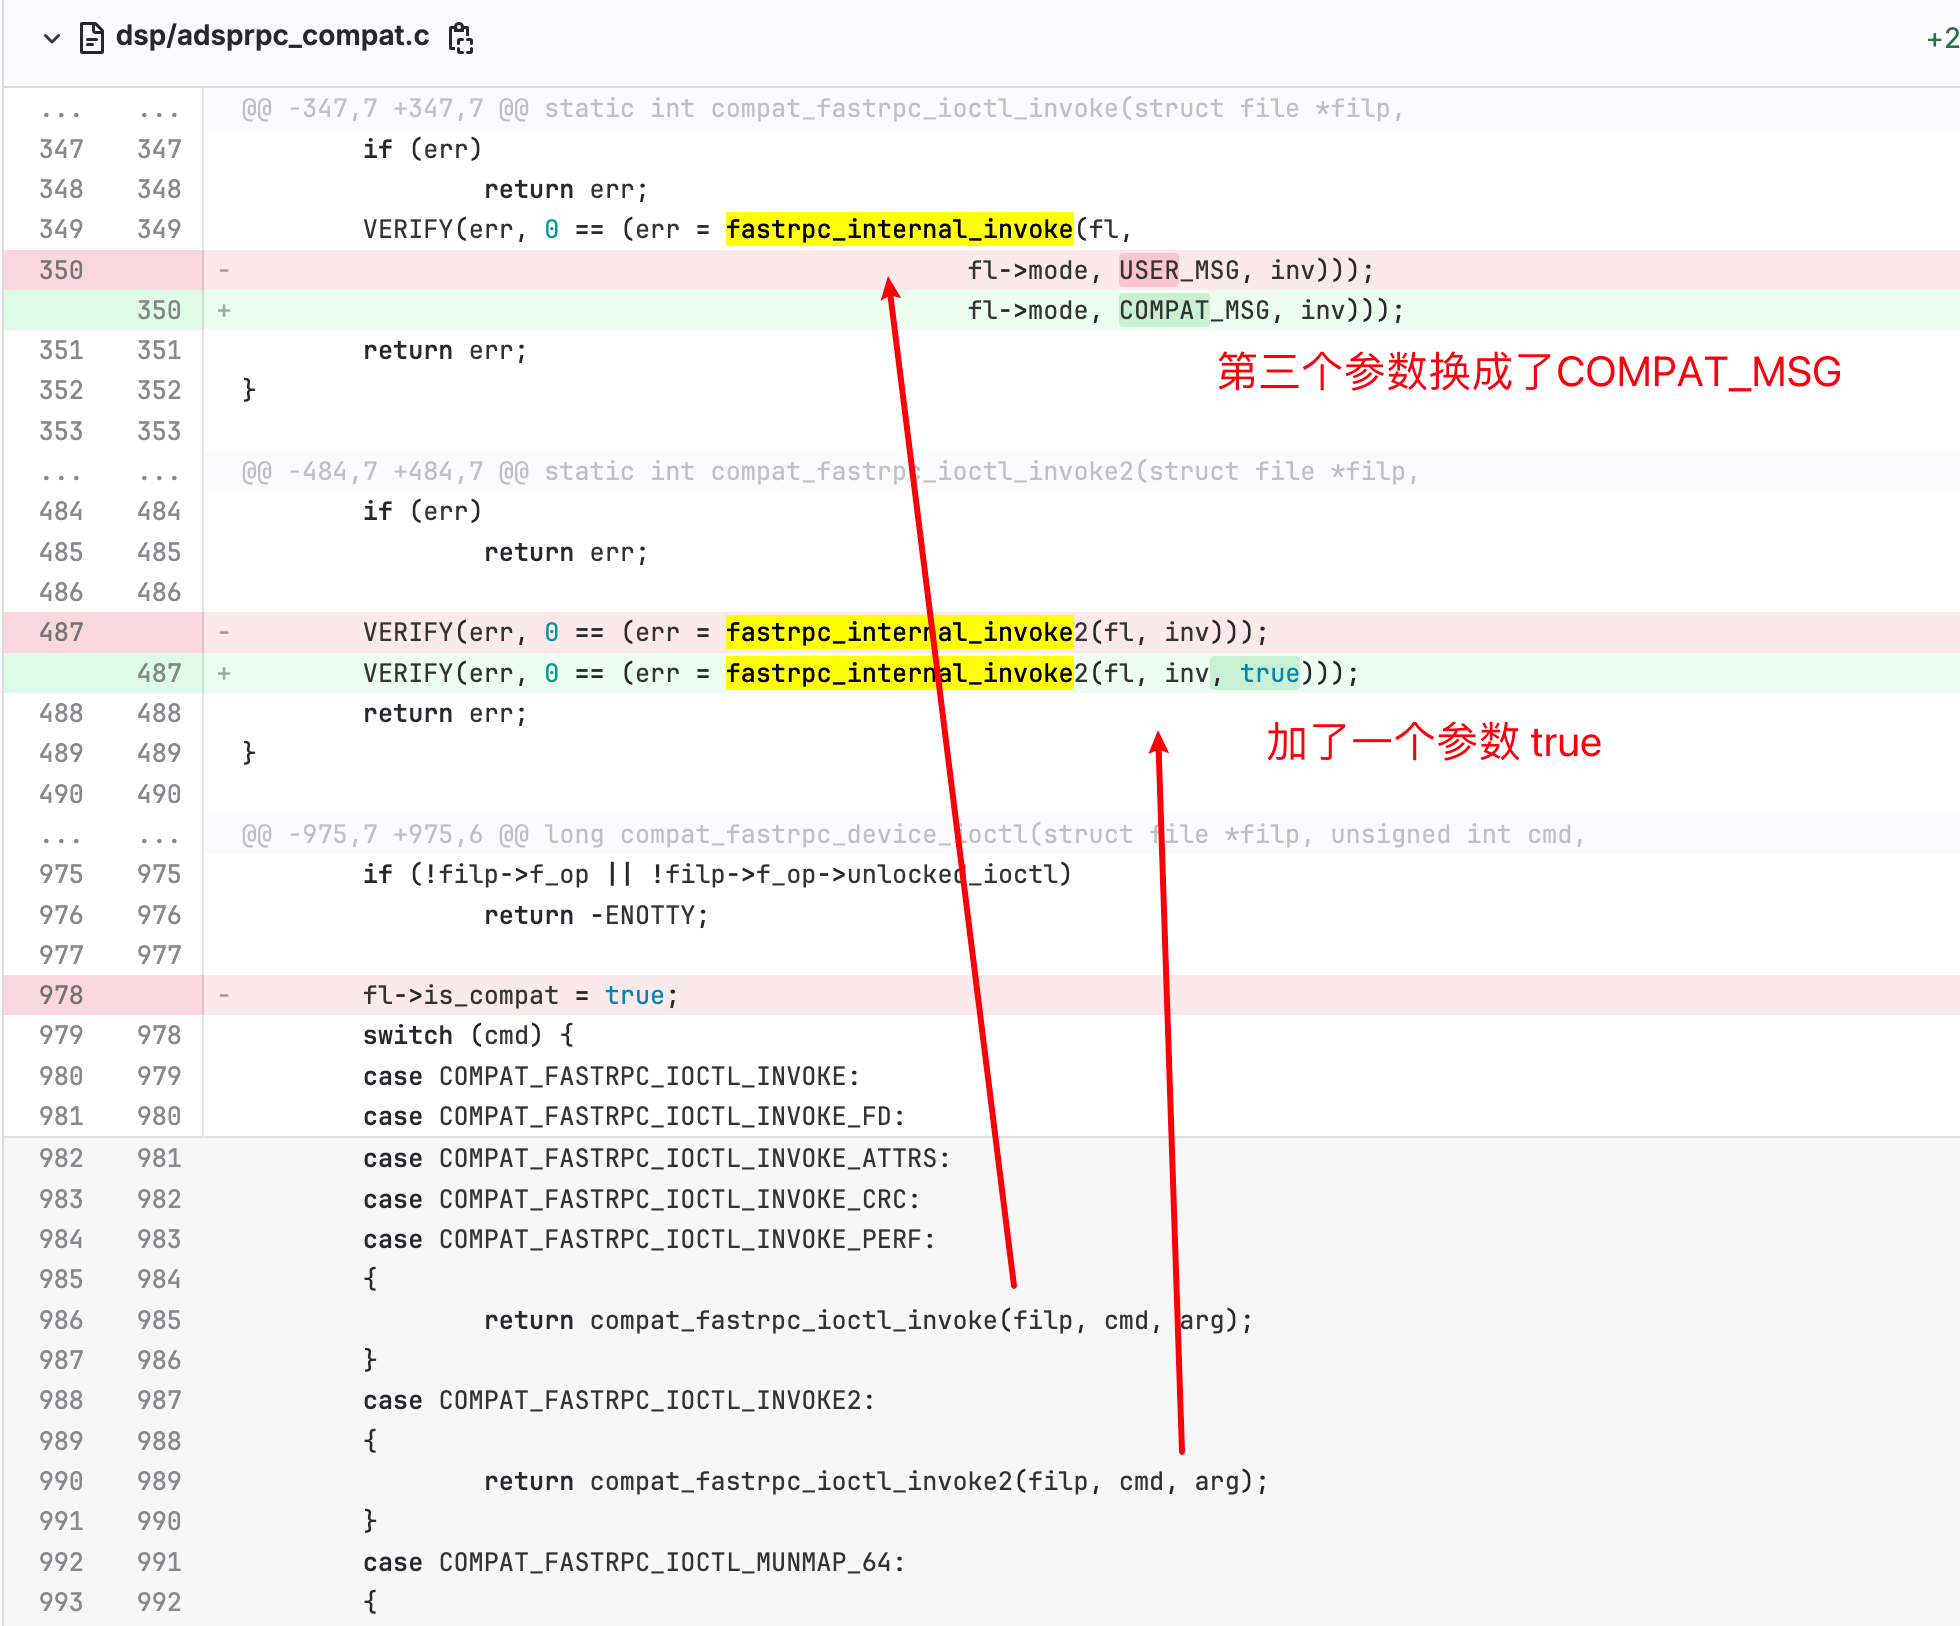 dsp/adsprpc_compat.c +2
... ... @@ -347,7 +347,7 @@ static int compat_fastrpc_ioctl_invoke(struct file *filp,
347 347 if (err)
348 348 return err;
349 349 VERIFY(err, 0 == (err = fastrpc_internal_invoke(fl,
350 - fl->mode, USER_MSG, inv)));
350 + fl->mode, COMPAT_MSG, inv)));
351 351 return err;
第三个参数换成了COMPAT_MSG
352 352 }
353 353
... ... @@ -484,7 +484,7 @@ static int compat_fastrpc_ioctl_invoke2(struct file *filp,
484 484 if (err)
485 485 return err;
486 486
487 - VERIFY(err, 0 == (err = fastrpc_internal_invoke2(fl, inv)));
487 + VERIFY(err, 0 == (err = fastrpc_internal_invoke2(fl, inv, true)));
488 488 return err;
加了一个参数 true
489 489 }
490 490
... ... @@ -975,7 +975,6 @@ long compat_fastrpc_device_ioctl(struct file *filp, unsigned int cmd,
975 975 if (!filp->f_op || !filp->f_op->unlocked_ioctl)
976 976 return -ENOTTY;
977 977
978 - fl->is_compat = true;
979 978 switch (cmd) {
980 979 case COMPAT_FASTRPC_IOCTL_INVOKE:
981 980 case COMPAT_FASTRPC_IOCTL_INVOKE_FD:
982 981 case COMPAT_FASTRPC_IOCTL_INVOKE_ATTRS:
983 982 case COMPAT_FASTRPC_IOCTL_INVOKE_CRC:
984 983 case COMPAT_FASTRPC_IOCTL_INVOKE_PERF:
985 984 {
986 985 return compat_fastrpc_ioctl_invoke(filp, cmd, arg);
987 986 }
988 987 case COMPAT_FASTRPC_IOCTL_INVOKE2:
989 988 {
990 989 return compat_fastrpc_ioctl_invoke2(filp, cmd, arg);
991 990 }
992 991 case COMPAT_FASTRPC_IOCTL_MUNMAP_64:
993 992 {